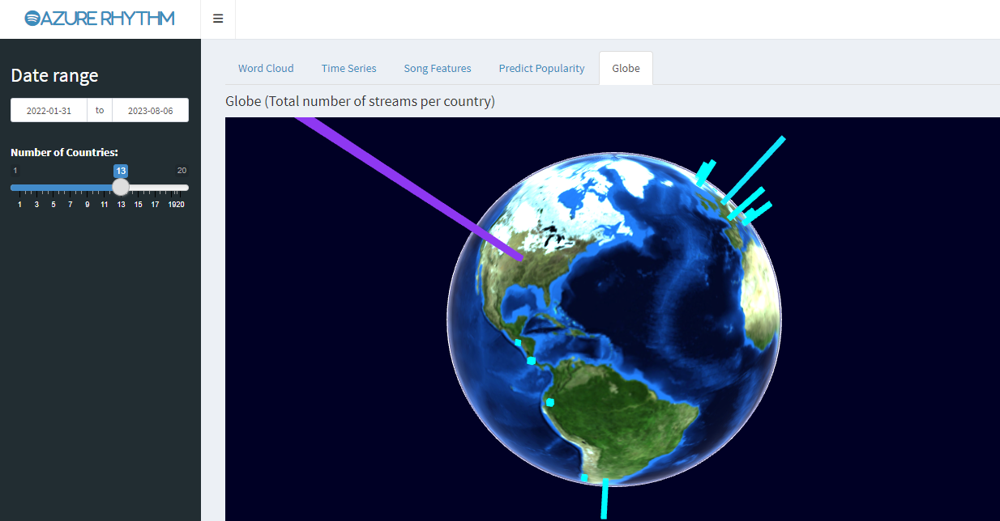 AZURE RHYTHM
☰
Date range
2022-01-31 to 2023-08-06
Number of Countries:
1 13 20
1 3 5 7 9 11 13 15 17 1920
Word Cloud Time Series Song Features Predict Popularity Globe
Globe (Total number of streams per country)